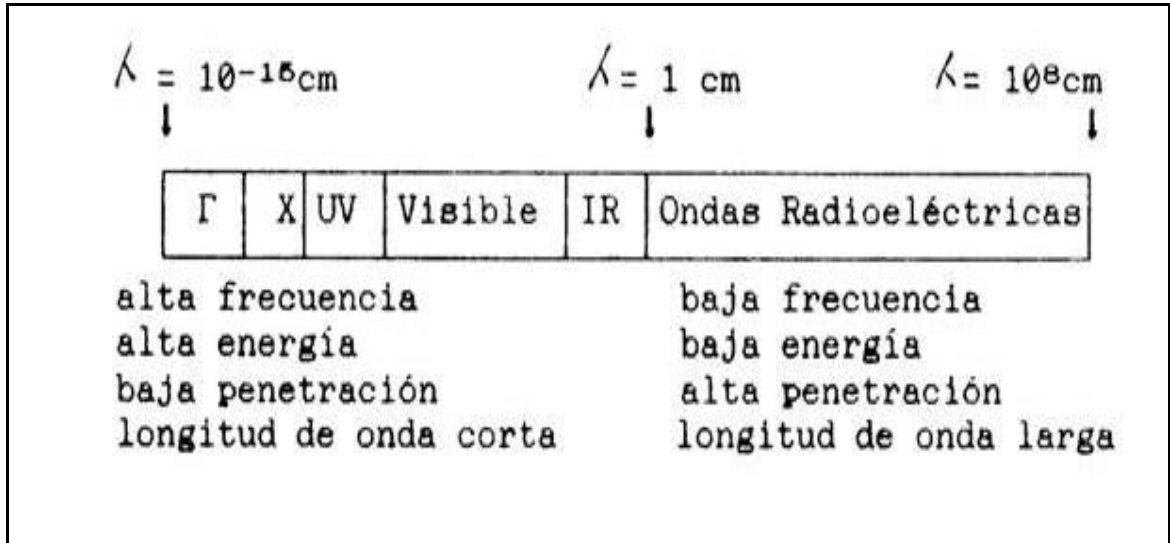 λ = 10-15cm λ = 1 cm λ = 108cm
Γ X UV Visible IR Ondas Radioeléctricas
alta frecuencia baja frecuencia
alta energía baja energía
baja penetración alta penetración
longitud de onda corta longitud de onda larga